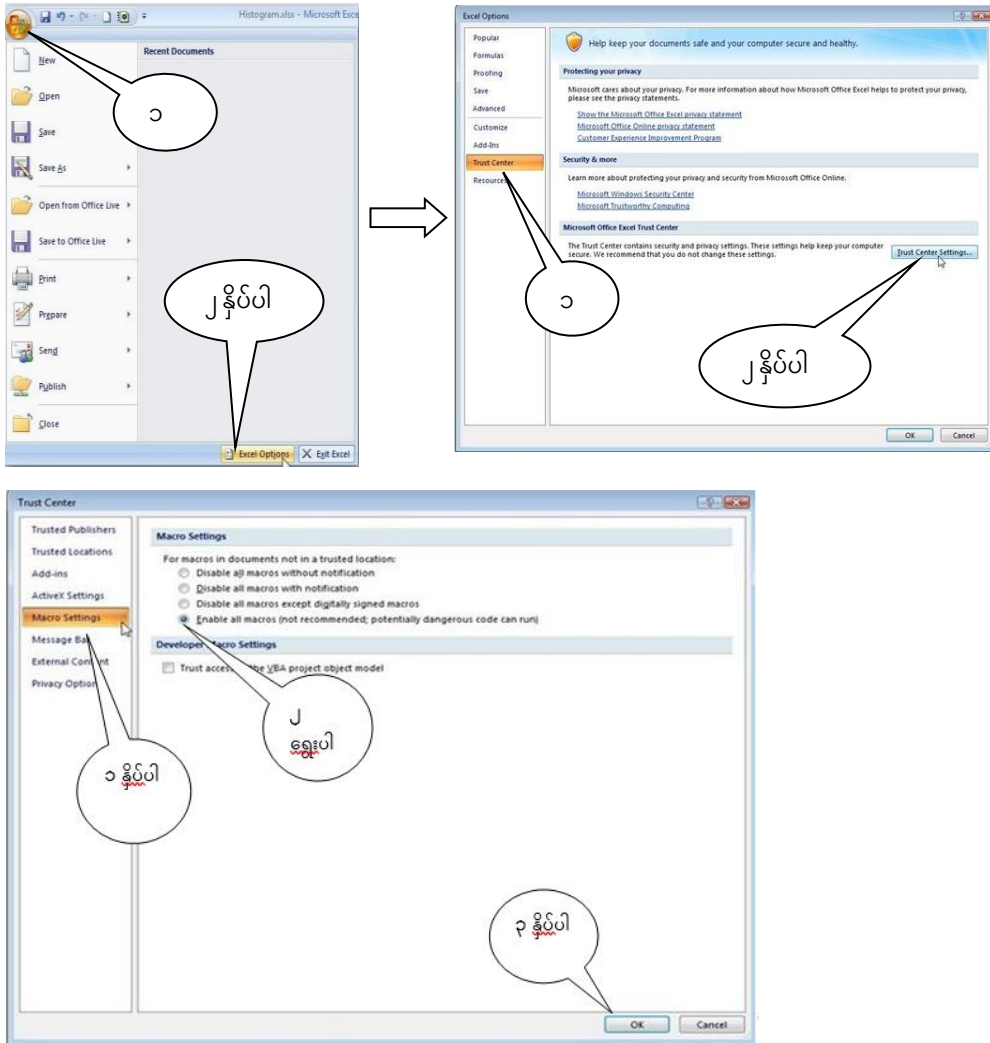 Histogram.xlsx - Microsoft Exce
Recent Documents
New
Open
Save
Save As
Open from Office Live
Save to Office Live
Print
Prepare
Send
Publish
Close
Excel Options
Exit Excel
၁
၂ နှိပ်ပါ
Excel Options
Popular
Formulas
Proofing
Save
Advanced
Customize
Add-Ins
Trust Center
Resources
Help keep your documents safe and your computer secure and healthy.
Protecting your privacy
Microsoft cares about your privacy. For more information about how Microsoft Office Excel helps to protect your privacy,
please see the privacy statements.
Show the Microsoft Office Excel privacy statement
Microsoft Office Online privacy statement
Customer Experience Improvement Program
Security & more
Learn more about protecting your privacy and security from Microsoft Office Online.
Microsoft Windows Security Center
Microsoft Trustworthy Computing
Microsoft Office Excel Trust Center
The Trust Center contains security and privacy settings. These settings help keep your computer
secure. We recommend that you do not change these settings.
Trust Center Settings...
၁
၂ နှိပ်ပါ
OK
Cancel
Trust Center
Trusted Publishers
Trusted Locations
Add-ins
ActiveX Settings
Macro Settings
Message Bar
External Content
Privacy Option
Macro Settings
For macros in documents not in a trusted location:
Disable all macros without notification
Disable all macros with notification
Disable all macros except digitally signed macros
Enable all macros (not recommended; potentially dangerous code can run)
Developer Macro Settings
Trust access to the VBA project object model
၂
ရွေးပါ
၁ နှိပ်ပါ
၃ နှိပ်ပါ
OK
Cancel